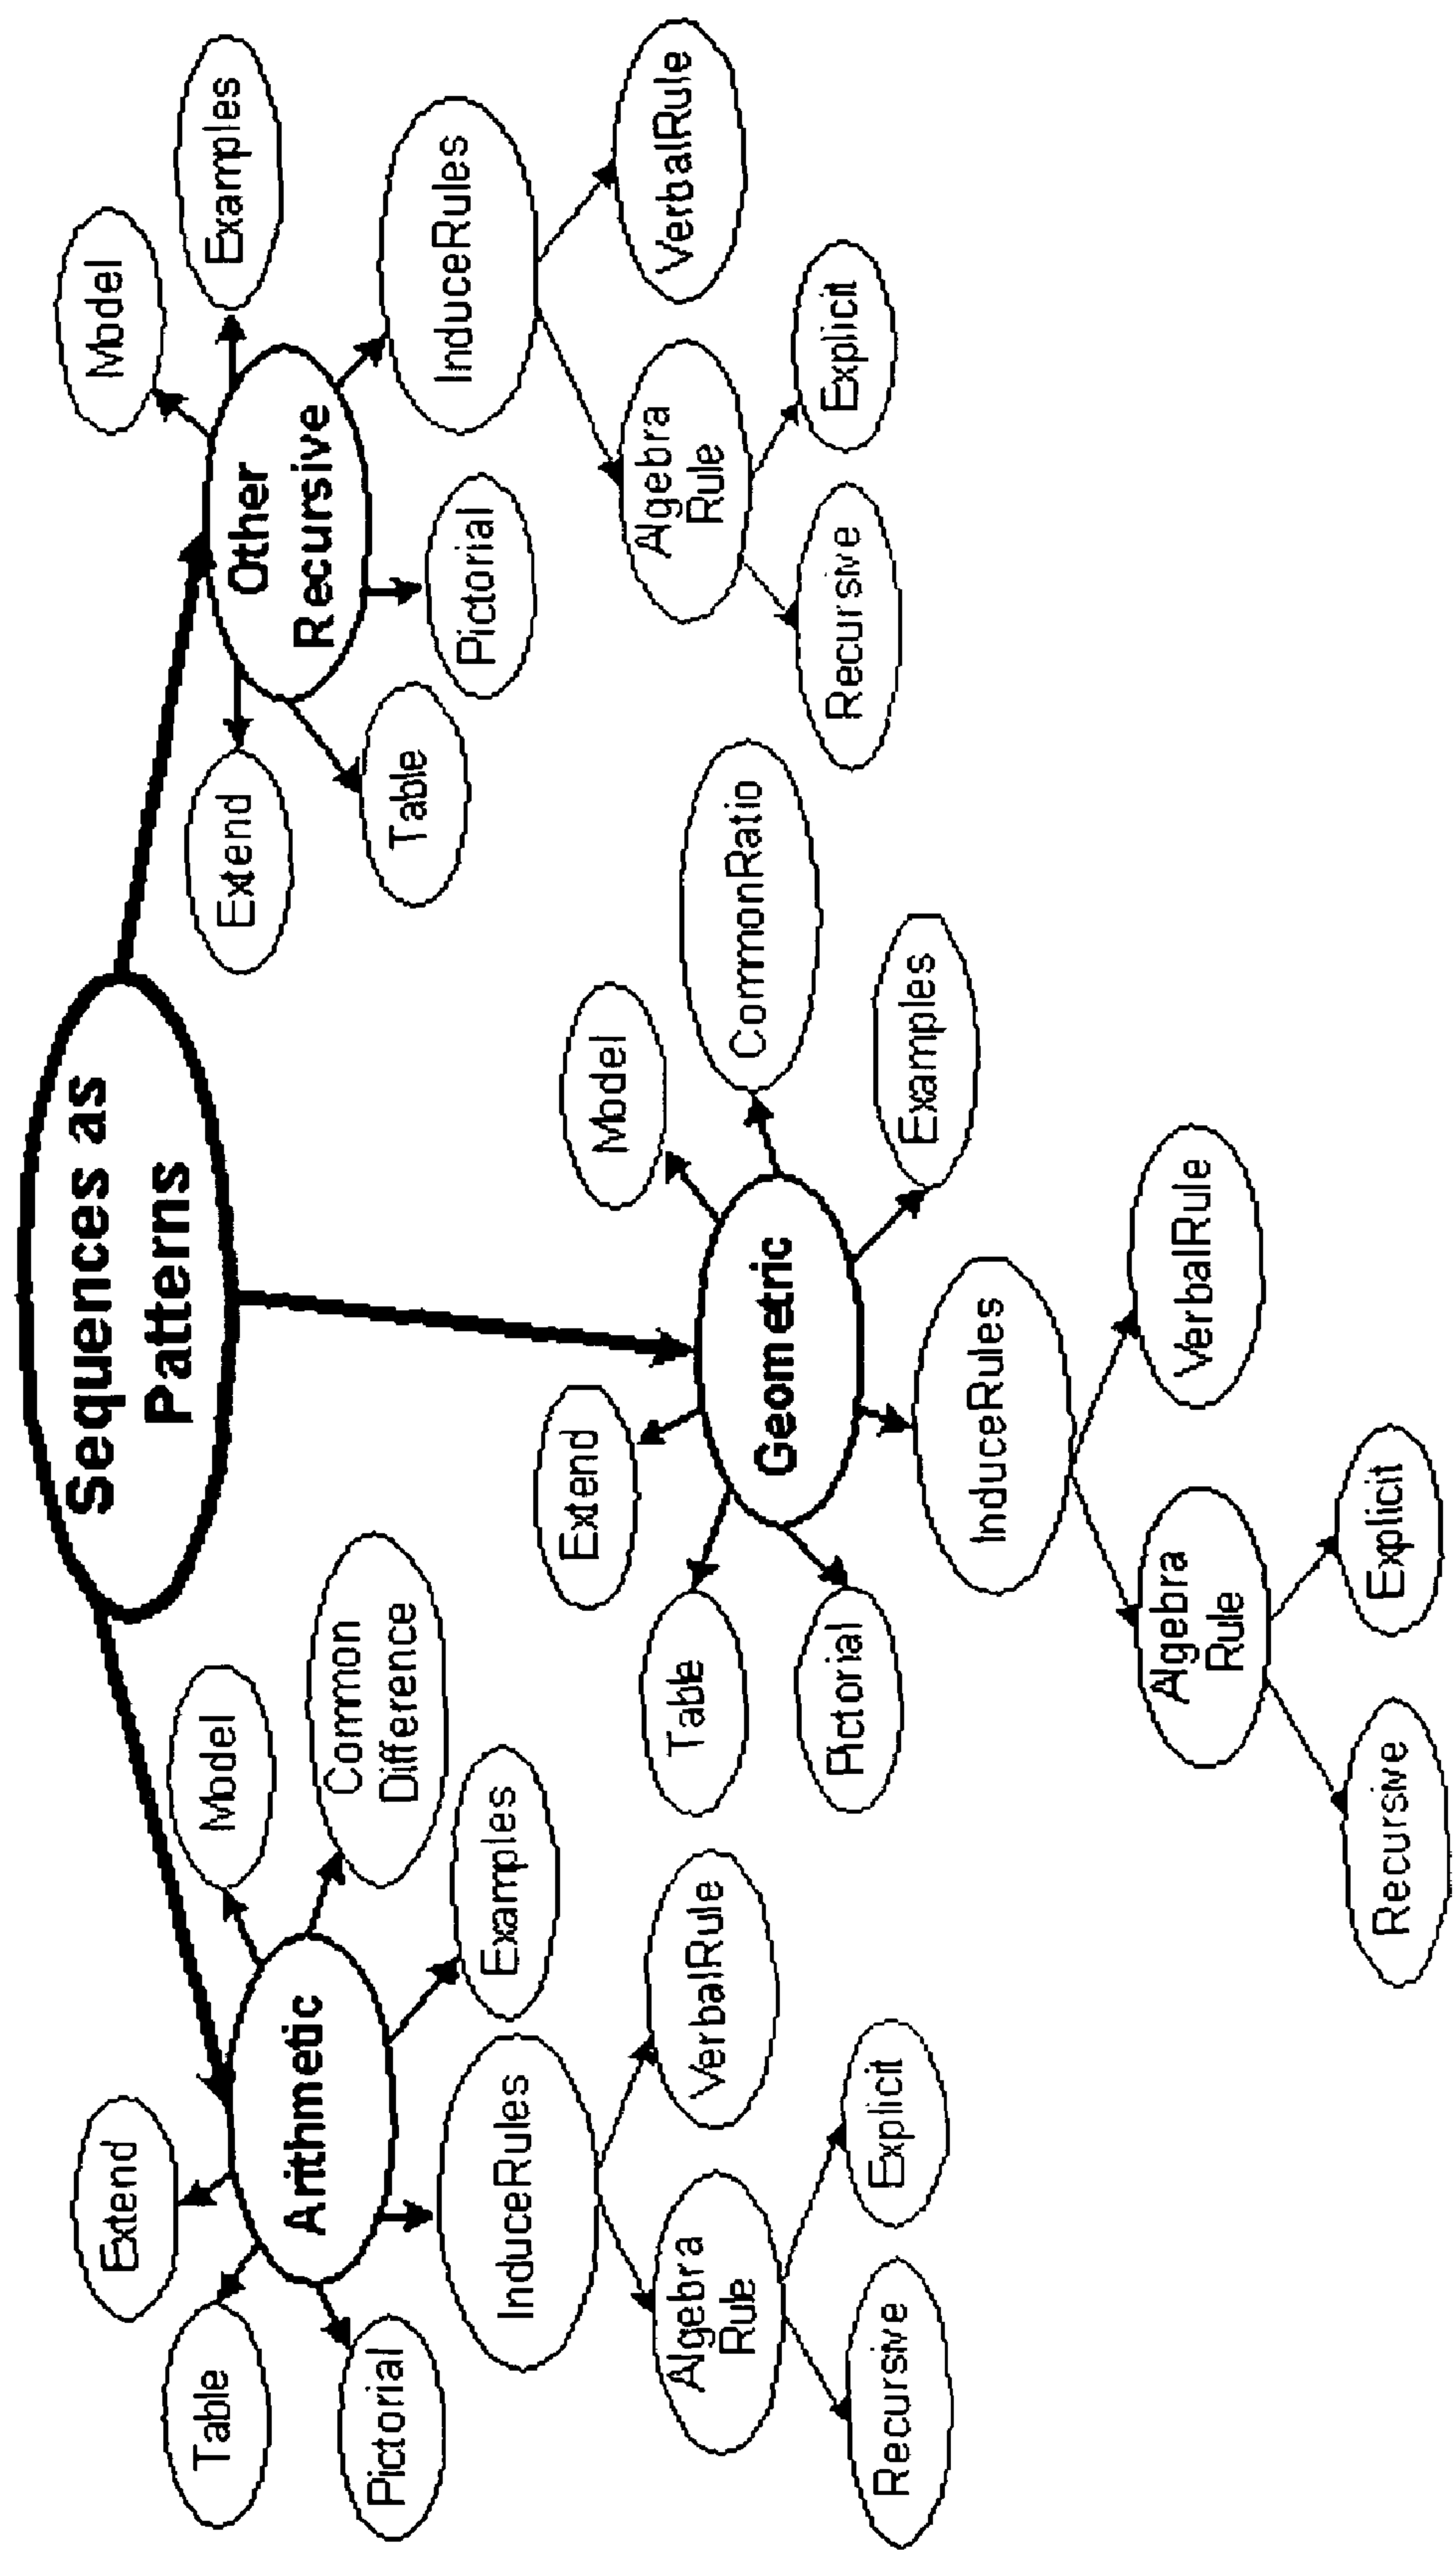 Sequences as
Patterns
Arithmetic
Extend
Table
Pictorial
Model
Common
Difference
Examples
InduceRules
VerbalRule
Algebra
Rule
Explicit
Recursive
Geometric
Extend
Table
Pictorial
Model
CommonRatio
Examples
InduceRules
VerbalRule
Algebra
Rule
Explicit
Recursive
Other
Recursive
Extend
Table
Pictorial
Model
Examples
InduceRules
VerbalRule
Algebra
Rule
Explicit
Recursive